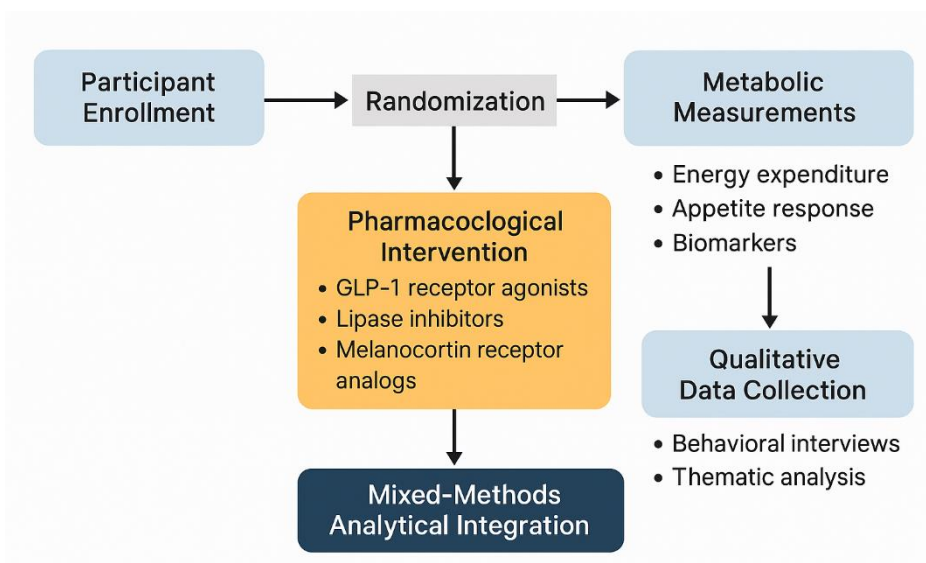 Participant
Enrollment
Randomization
Metabolic
Measurements
• Energy expenditure
• Appetite response
• Biomarkers
Pharmacoclogical
Intervention
• GLP-1 receptor agonists
• Lipase inhibitors
• Melanocortin receptor
analogs
Qualitative
Data Collection
• Behavioral interviews
• Thematic analysis
Mixed-Methods
Analytical Integration